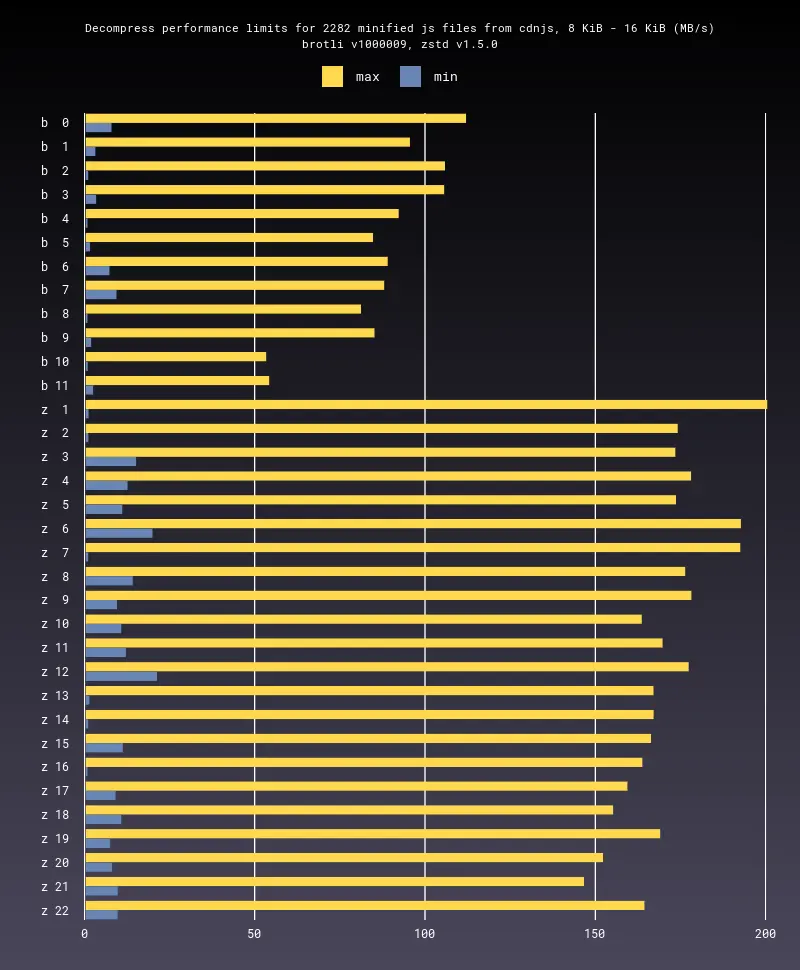 Decompress performance limits for 2282 minified js files from cdnjs, 8 KiB - 16 KiB (MB/s)
brotli v1000009, zstd v1.5.0
max min
b 0
b 1
b 2
b 3
b 4
b 5
b 6
b 7
b 8
b 9
b 10
b 11
z 1
z 2
z 3
z 4
z 5
z 6
z 7
z 8
z 9
z 10
z 11
z 12
z 13
z 14
z 15
z 16
z 17
z 18
z 19
z 20
z 21
z 22
0 50 100 150 200